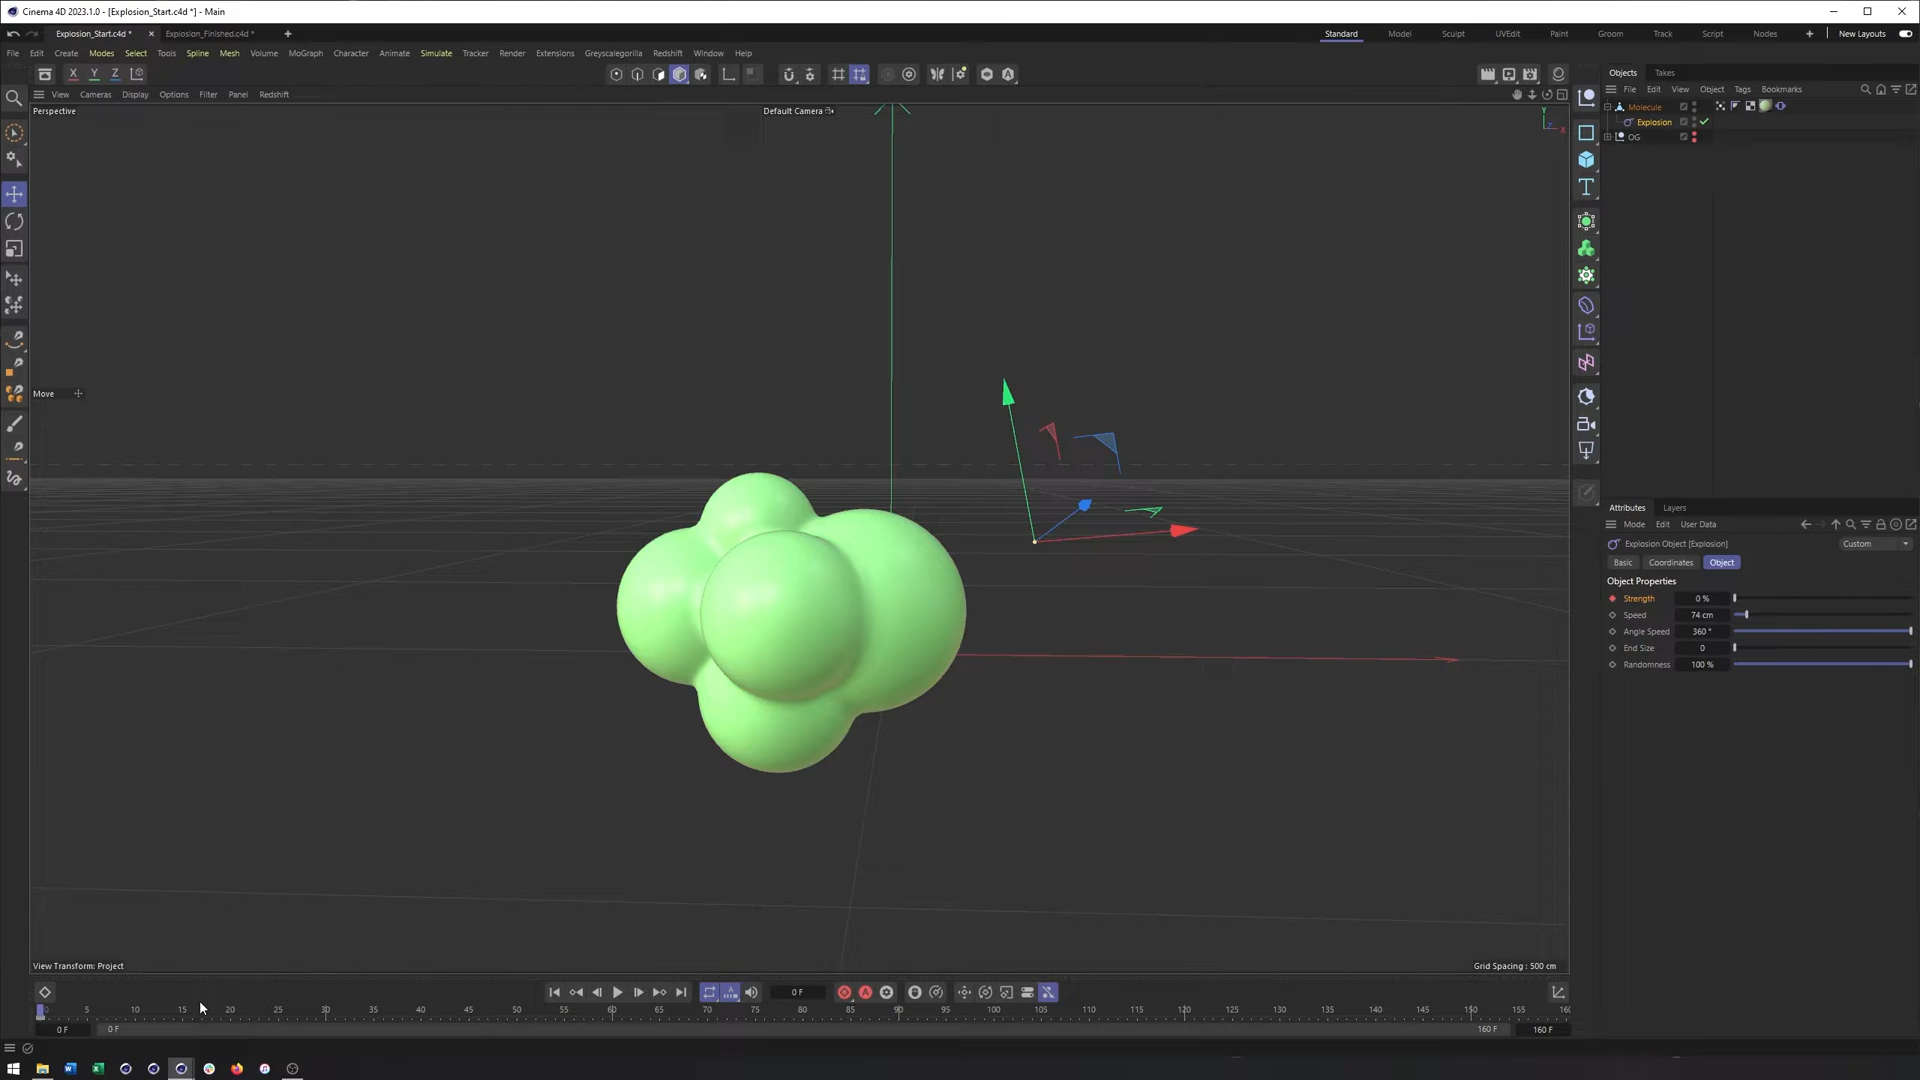 Cinema 4D 2023.1.0 - [Explosion_Start.c4d *] - Main
Explosion_Start.c4d * Explosion_Finished.c4d *
Standard Model Sculpt UVEdit Paint Groom Track Script Nodes New Layouts
File Edit Create Modes Select Tools Spline Mesh Volume MoGraph Character Animate Simulate Tracker Render Extensions Greyscalegorilla Redshift Window Help
X Y Z
Objects Takes
File Edit View Object Tags Bookmarks
View Cameras Display Options Filter Panel Redshift
Perspective
Default Camera
Y
Z
X
Molecule
Explosion
OG
Move
Attributes Layers
Mode Edit User Data
Explosion Object [Explosion]
Custom
Basic Coordinates Object
Object Properties
Strength 0 %
Speed 74 cm
Angle Speed 360 °
End Size 0
Randomness 100 %
View Transform: Project
Grid Spacing : 500 cm
0 F
0 5 10 15 20 25 30 35 40 45 50 55 60 65 70 75 80 85 90 95 100 105 110 115 120 125 130 135 140 145 150 155
0 F 0 F 160 F 160 F